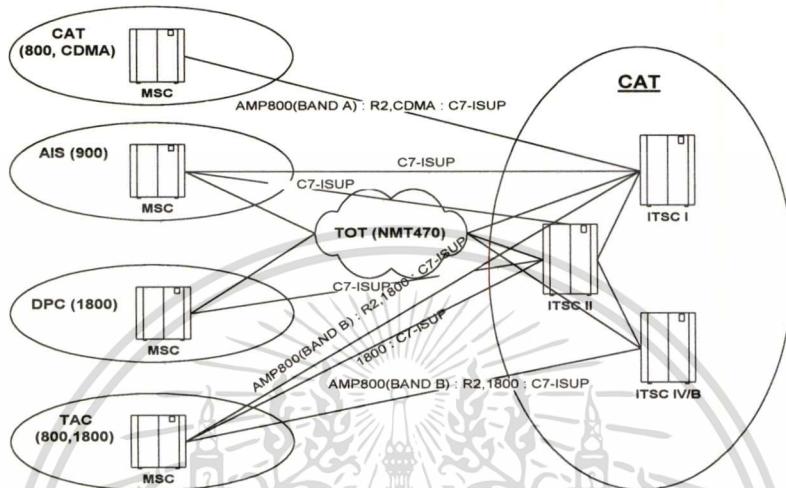 CAT
(800, CDMA)
MSC
CAT
AMP800(BAND A) : R2,CDMA : C7-ISUP
AIS (900)
MSC
C7-ISUP
C7-ISUP
ITSC I
TOT (NMT470)
C7-ISUP
ITSC II
DPC (1800)
MSC
AMP800(BAND B) : R2,1800 : C7-ISUP
1800 : C7-ISUP
AMP800(BAND B) : R2,1800 : C7-ISUP
ITSC IV/B
TAC
(800,1800)
MSC